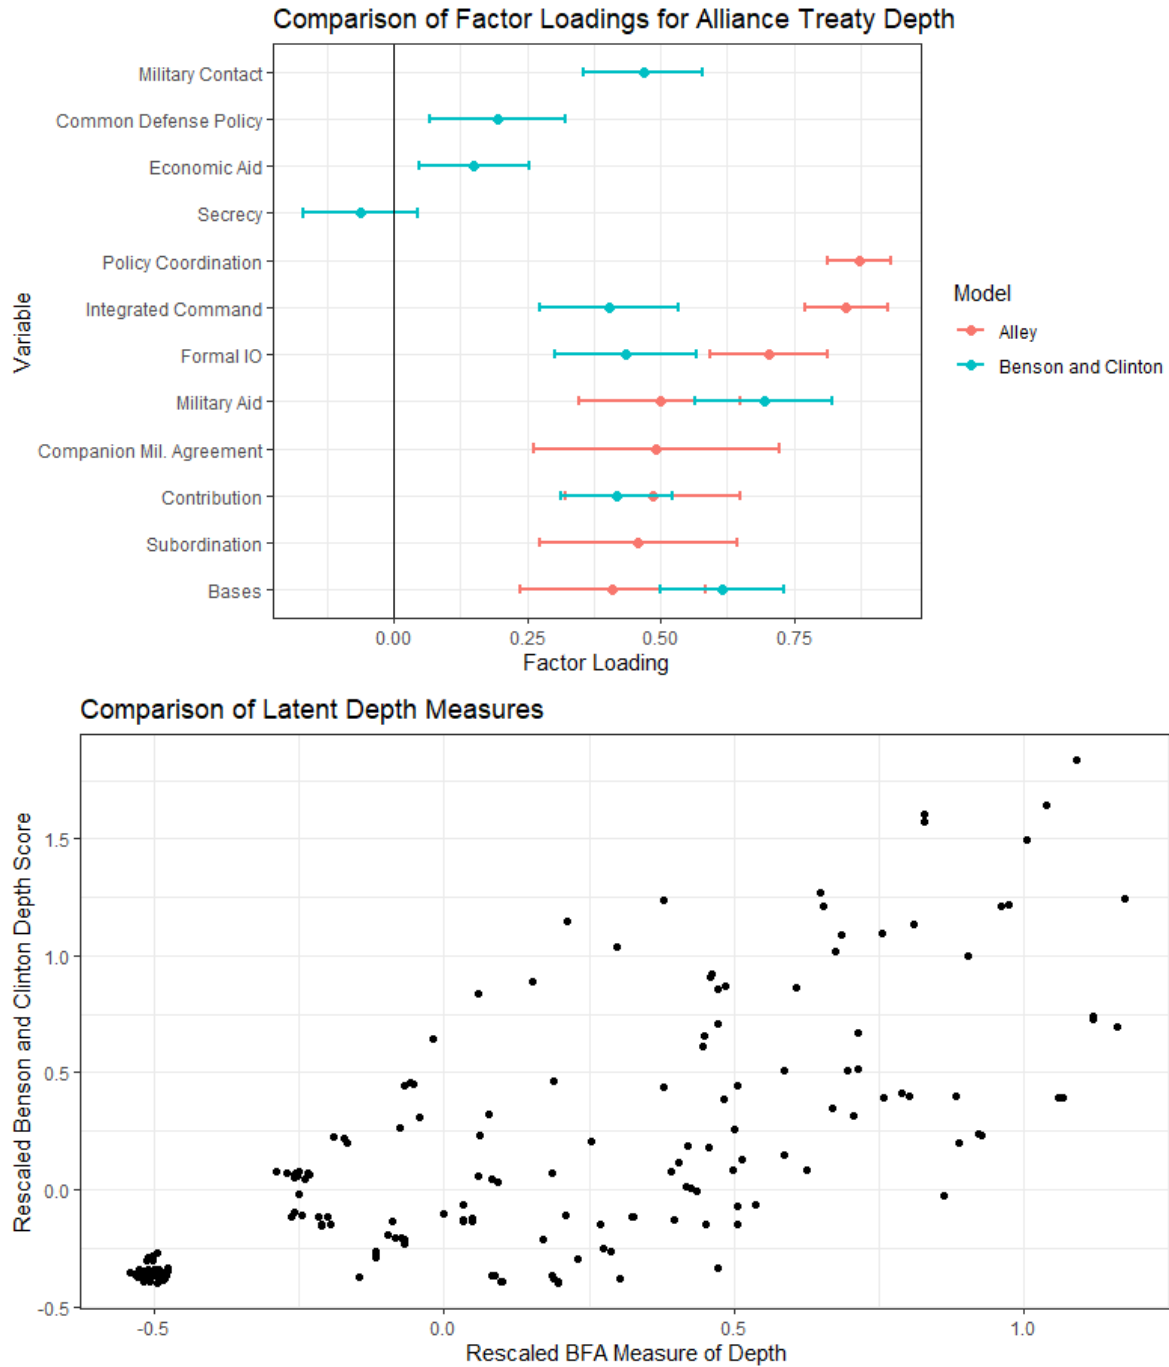 Comparison of Factor Loadings for Alliance Treaty Depth
Variable
Military Contact
Common Defense Policy
Economic Aid
Secrecy
Policy Coordination
Integrated Command
Formal IO
Military Aid
Companion Mil. Agreement
Contribution
Subordination
Bases
0.00 0.25 0.50 0.75
Factor Loading
Model
Alley
Benson and Clinton
Comparison of Latent Depth Measures
Rescaled Benson and Clinton Depth Score
1.5
1.0
0.5
0.0
-0.5
-0.5 0.0 0.5 1.0
Rescaled BFA Measure of Depth